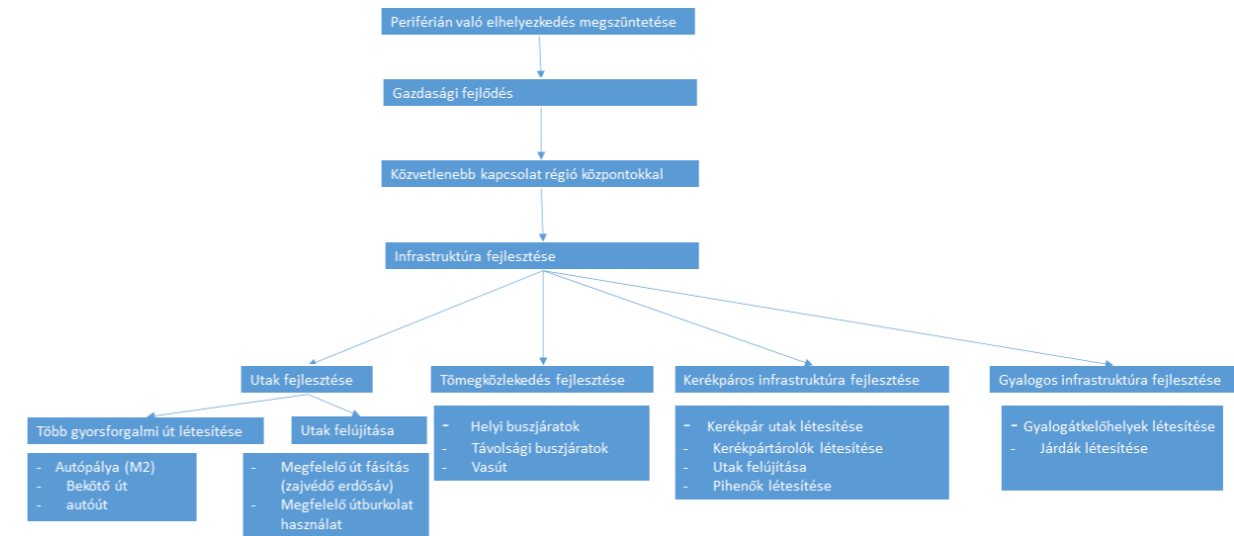 Periférián való elhelyezkedés megszüntetése
Gazdasági fejlődés
Közvetlenebb kapcsolat régió központokkal
Infrastruktúra fejlesztése
Utak fejlesztése
Tömegközlekedés fejlesztése
Kerékpáros infrastruktúra fejlesztése
Gyalogos infrastruktúra fejlesztése
Több gyorsforgalmi út létesítése
Utak felújítása
- Autópálya (M2)
- Bekötő út
- autóút
- Megfelelő út fásítás
(zajvédő erdősáv)
- Megfelelő útburkolat
használat
- Helyi buszjáratok
- Távolsági buszjáratok
- Vasút
- Kerékpár utak létesítése
- Kerékpártárolók létesítése
- Utak felújítása
- Pihenők létesítése
- Gyalogátkelőhelyek létesítése
- Járdák létesítése